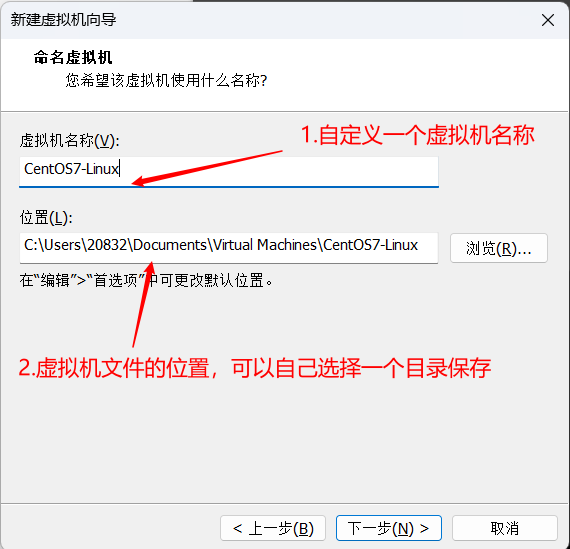 新建虚拟机向导
命名虚拟机
您希望该虚拟机使用什么名称?
虚拟机名称(V):
1.自定义一个虚拟机名称
CentOS7-Linux
位置(L):
C:\Users\20832\Documents\Virtual Machines\CentOS7-Linux
浏览(R)...
在“编辑”>“首选项”中可更改默认位置。
2.虚拟机文件的位置，可以自己选择一个目录保存
< 上一步(B)
下一步(N) >
取消